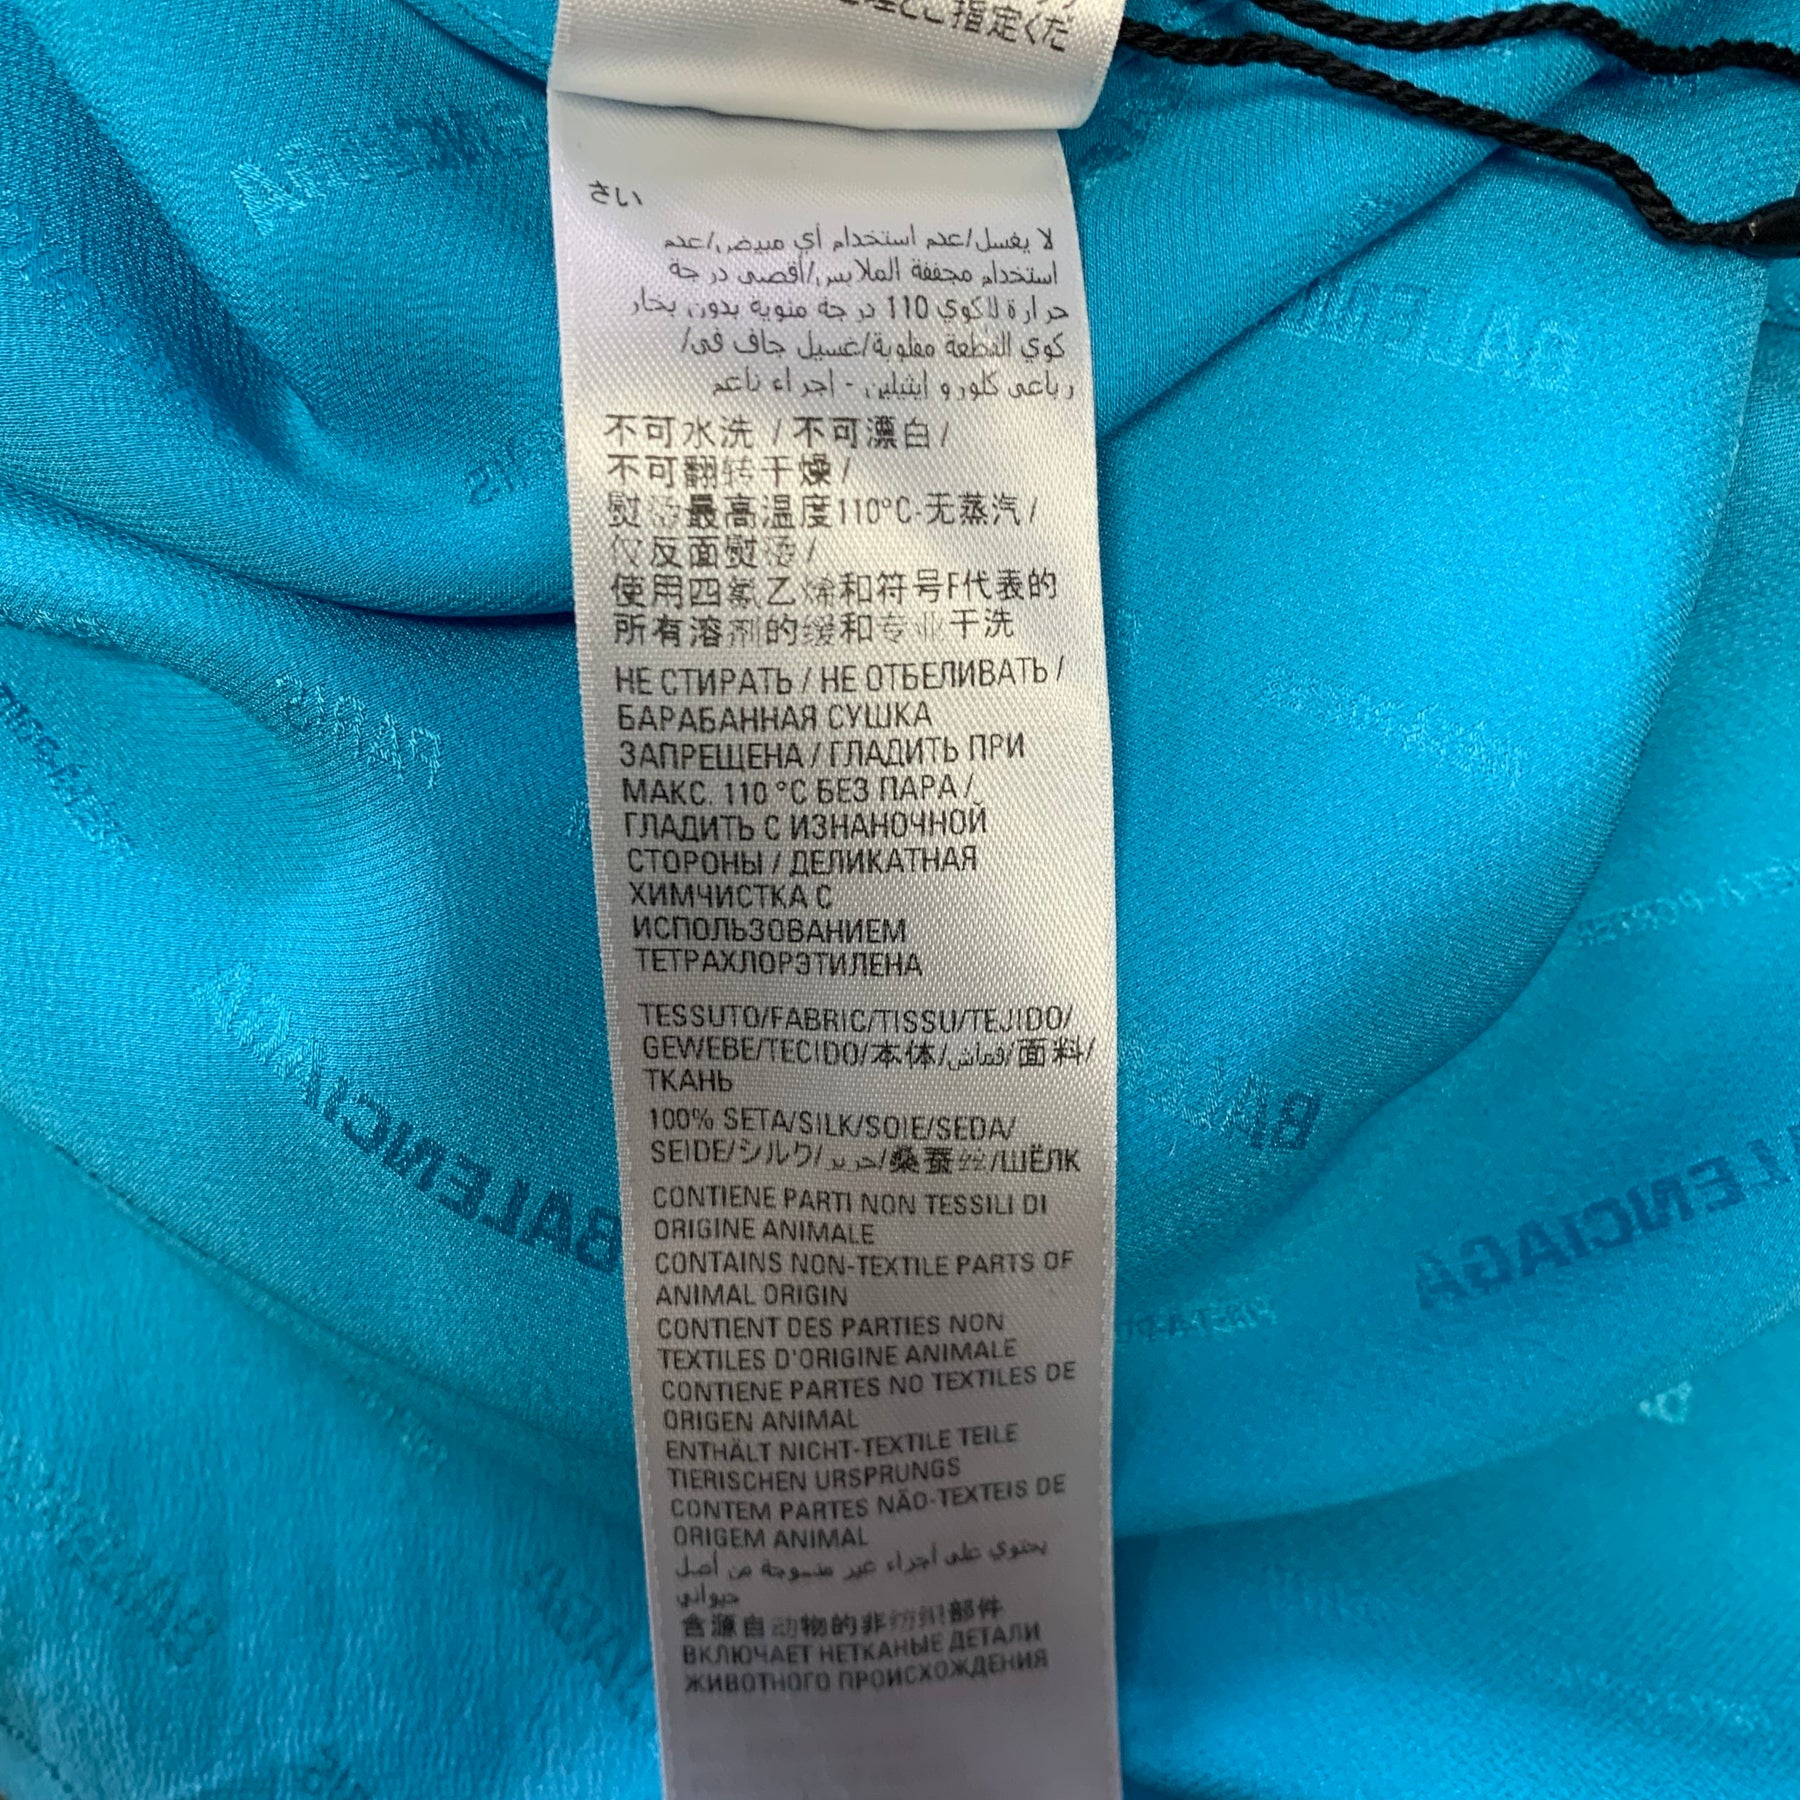 指定くだ
さい
لا يغسل/عدم استخدام أي مبيض/عدم
استخدام مجففة الملابس/أقصى درجة
حرارة للكوي 110 درجة مئوية بدون بخار
كوي القطعة مقلوبة/غسيل جاف في/
رباعي كلورو إيثيلين - اجراء ناعم
不可水洗 / 不可漂白 /
不可翻转干燥 /
熨烫最高温度110°C-无蒸汽 /
仅反面熨烫 /
使用四氯乙烯和符号F代表的
所有溶剂的缓和专业干洗
НЕ СТИРАТЬ / НЕ ОТБЕЛИВАТЬ /
БАРАБАННАЯ СУШКА
ЗАПРЕЩЕНА / ГЛАДИТЬ ПРИ
МАКС. 110 °C БЕЗ ПАРА /
ГЛАДИТЬ С ИЗНАНОЧНОЙ
СТОРОНЫ / ДЕЛИКАТНАЯ
ХИМЧИСТКА С
ИСПОЛЬЗОВАНИЕМ
ТЕТРАХЛОРЭТИЛЕНА
TESSUTO/FABRIC/TISSU/TEJIDO/
GEWEBE/TECIDO/本体/قماش/面料/
ТКАНЬ
100% SETA/SILK/SOIE/SEDA/
SEIDE/シルク/حرير/桑蚕丝/ШЁЛК
CONTIENE PARTI NON TESSILI DI
ORIGINE ANIMALE
CONTAINS NON-TEXTILE PARTS OF
ANIMAL ORIGIN
CONTIENT DES PARTIES NON
TEXTILES D'ORIGINE ANIMALE
CONTIENE PARTES NO TEXTILES DE
ORIGEN ANIMAL
ENTHÄLT NICHT-TEXTILE TEILE
TIERISCHEN URSPRUNGS
CONTEM PARTES NÃO-TEXTEIS DE
ORIGEM ANIMAL
يحتوي على أجزاء غير منسوجة من أصل
حيواني
含源自动物的非纺织部件
ВКЛЮЧАЕТ НЕТКАНЫЕ ДЕТАЛИ
ЖИВОТНОГО ПРОИСХОЖДЕНИЯ
BALENCIAGA
BALENCIAGA